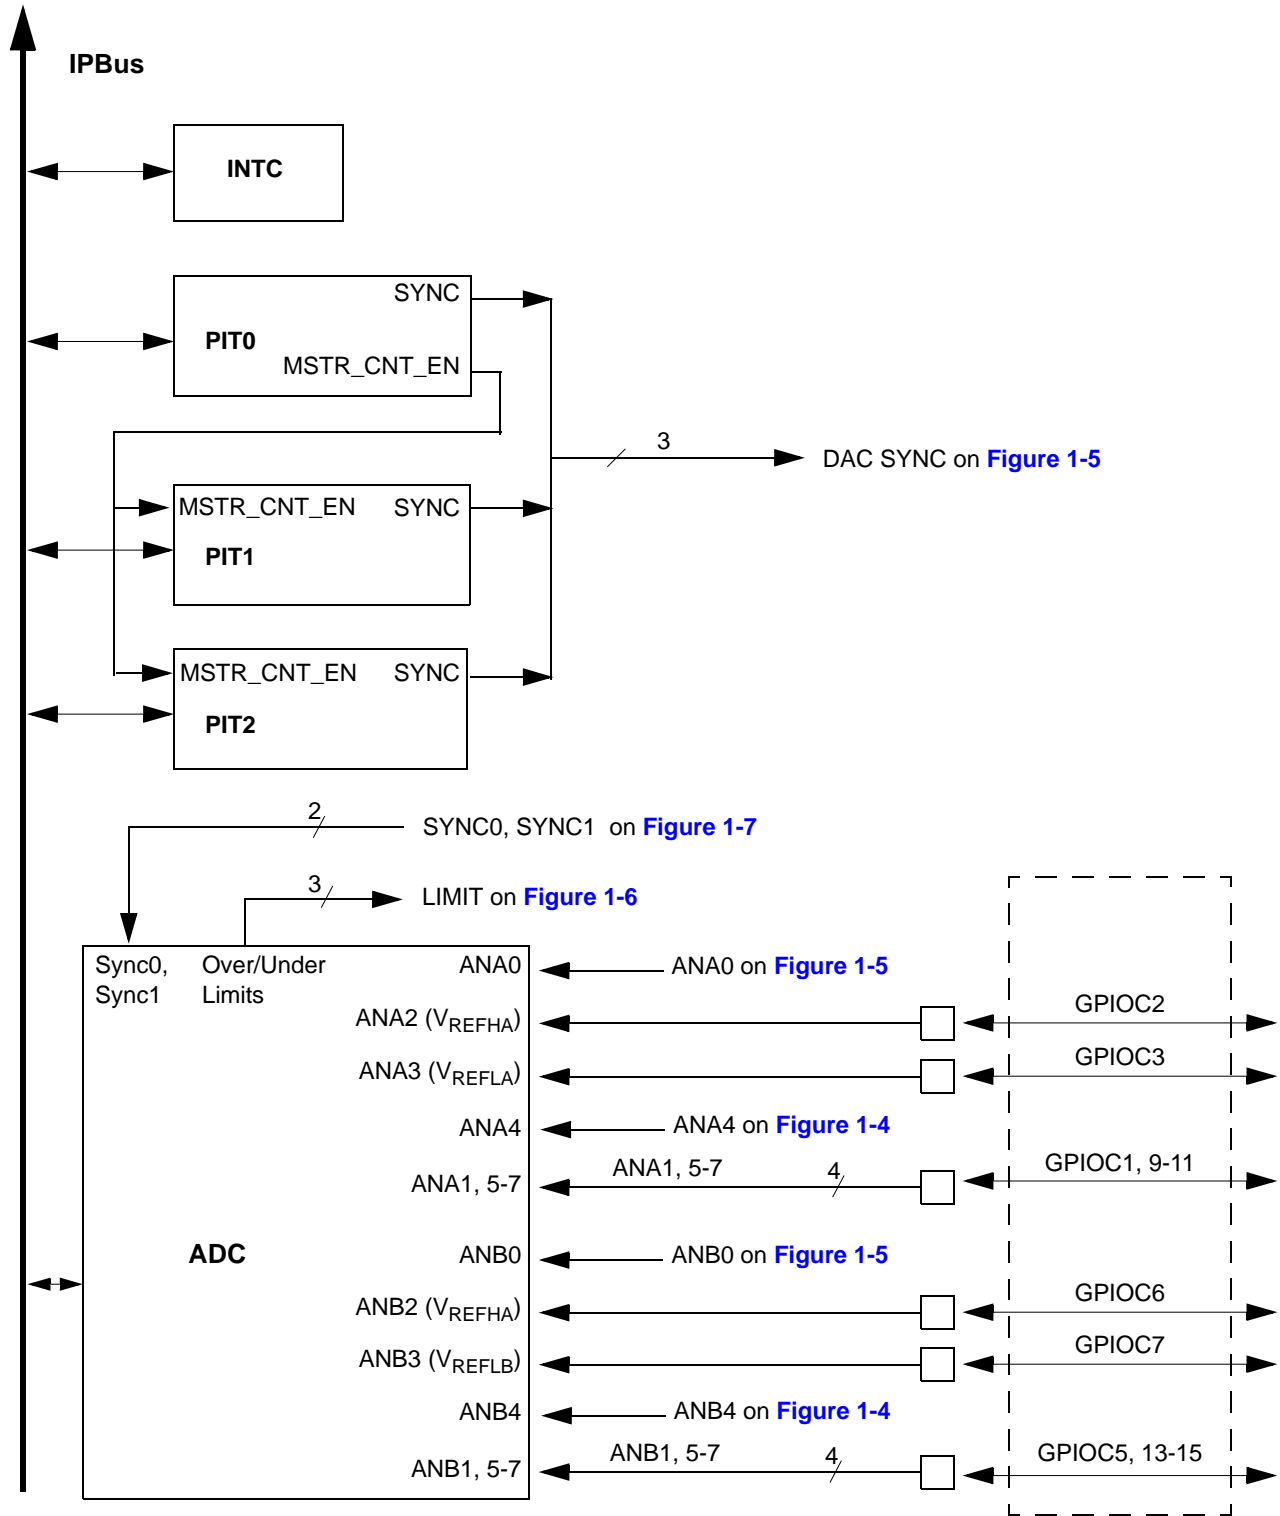 IPBus
INTC
SYNC
PIT0
MSTR_CNT_EN
3
DAC SYNC on Figure 1-5
MSTR_CNT_EN SYNC
PIT1
MSTR_CNT_EN SYNC
PIT2
2
SYNC0, SYNC1 on Figure 1-7
3
LIMIT on Figure 1-6
Sync0,
Sync1
Over/Under
Limits
ANA0
ANA0 on Figure 1-5
ANA2 (VREFHA)
GPIOC2
ANA3 (VREFLA)
GPIOC3
ANA4
ANA4 on Figure 1-4
ANA1, 5-7
ANA1, 5-7
4
GPIOC1, 9-11
ADC
ANB0
ANB0 on Figure 1-5
ANB2 (VREFHA)
GPIOC6
ANB3 (VREFLB)
GPIOC7
ANB4
ANB4 on Figure 1-4
ANB1, 5-7
ANB1, 5-7
4
GPIOC5, 13-15